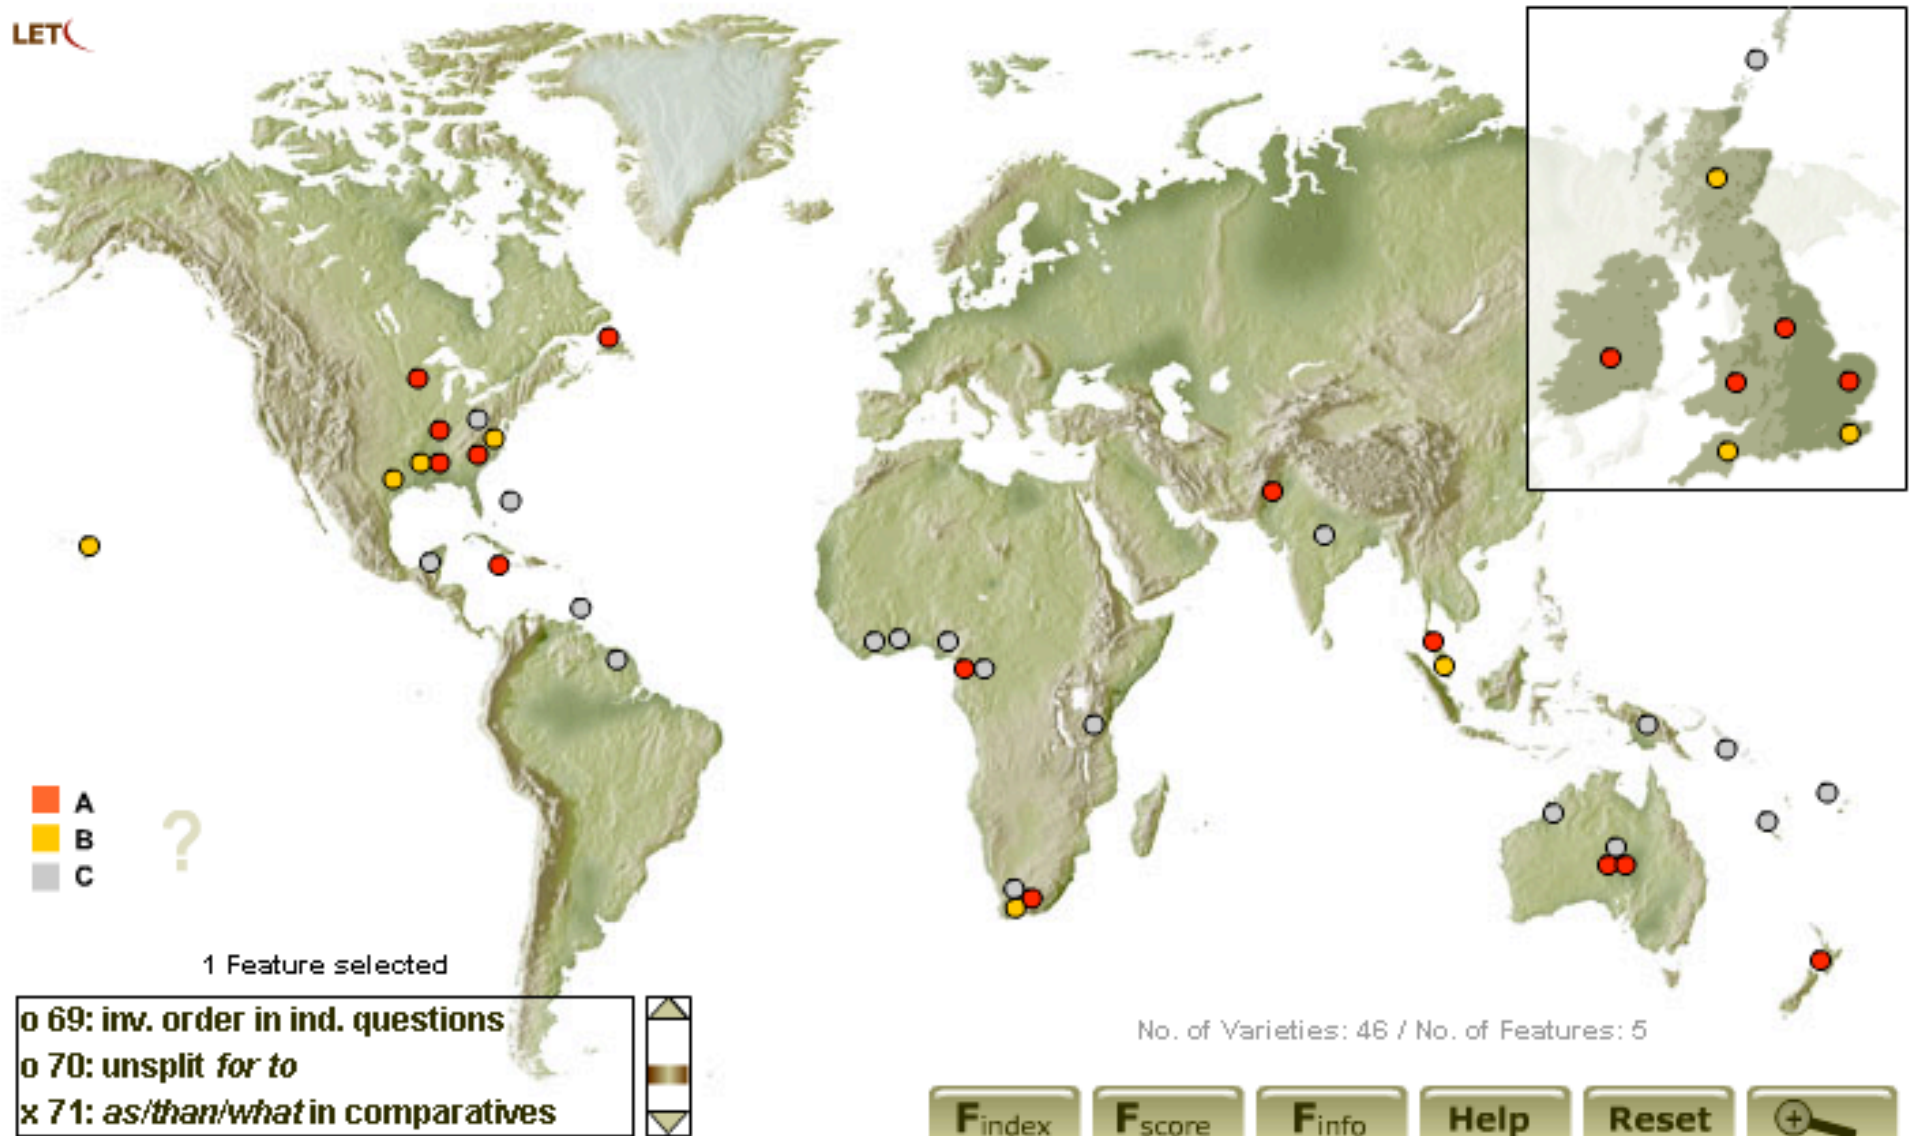 LET
A
B
?
C
1 Feature selected
o 69: inv. order in ind. questions
o 70: unsplit for to
x 71: as/than/what in comparatives
No. of Varieties: 46 / No. of Features: 5
Findex
Fscore
Finfo
Help
Reset